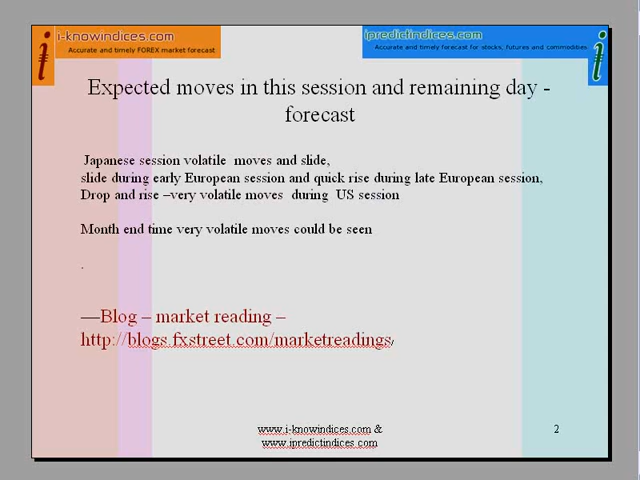 i-knowindices.com
Accurate and timely FOREX market forecast
ipredictindices.com
Accurate and timely forecast for stocks, futures and commodities.
Expected moves in this session and remaining day -
forecast
Japanese session volatile moves and slide,
slide during early European session and quick rise during late European session,
Drop and rise –very volatile moves during US session
Month end time very volatile moves could be seen
.
—Blog – market reading –
http://blogs.fxstreet.com/marketreadings/
www.i-knowindices.com &
www.ipredictindices.com
2